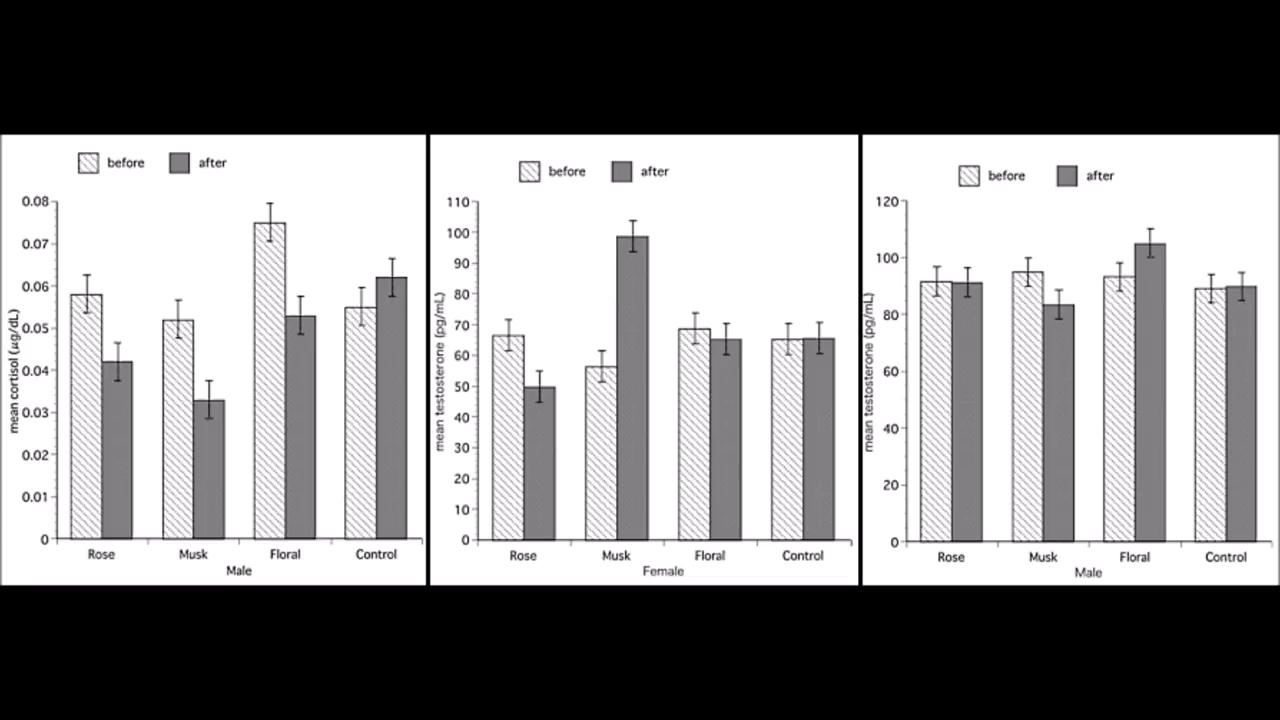 before after
0.08
0.07
0.06
0.05
0.04
0.03
0.02
0.01
0
mean cortisol (µg/dL)
Rose Musk Floral Control
Male
before after
110
100
90
80
70
60
50
40
30
20
10
0
mean testosterone (pg/mL)
Rose Musk Floral Control
Female
before after
120
100
80
60
40
20
0
mean testosterone (pg/mL)
Rose Musk Floral Control
Male